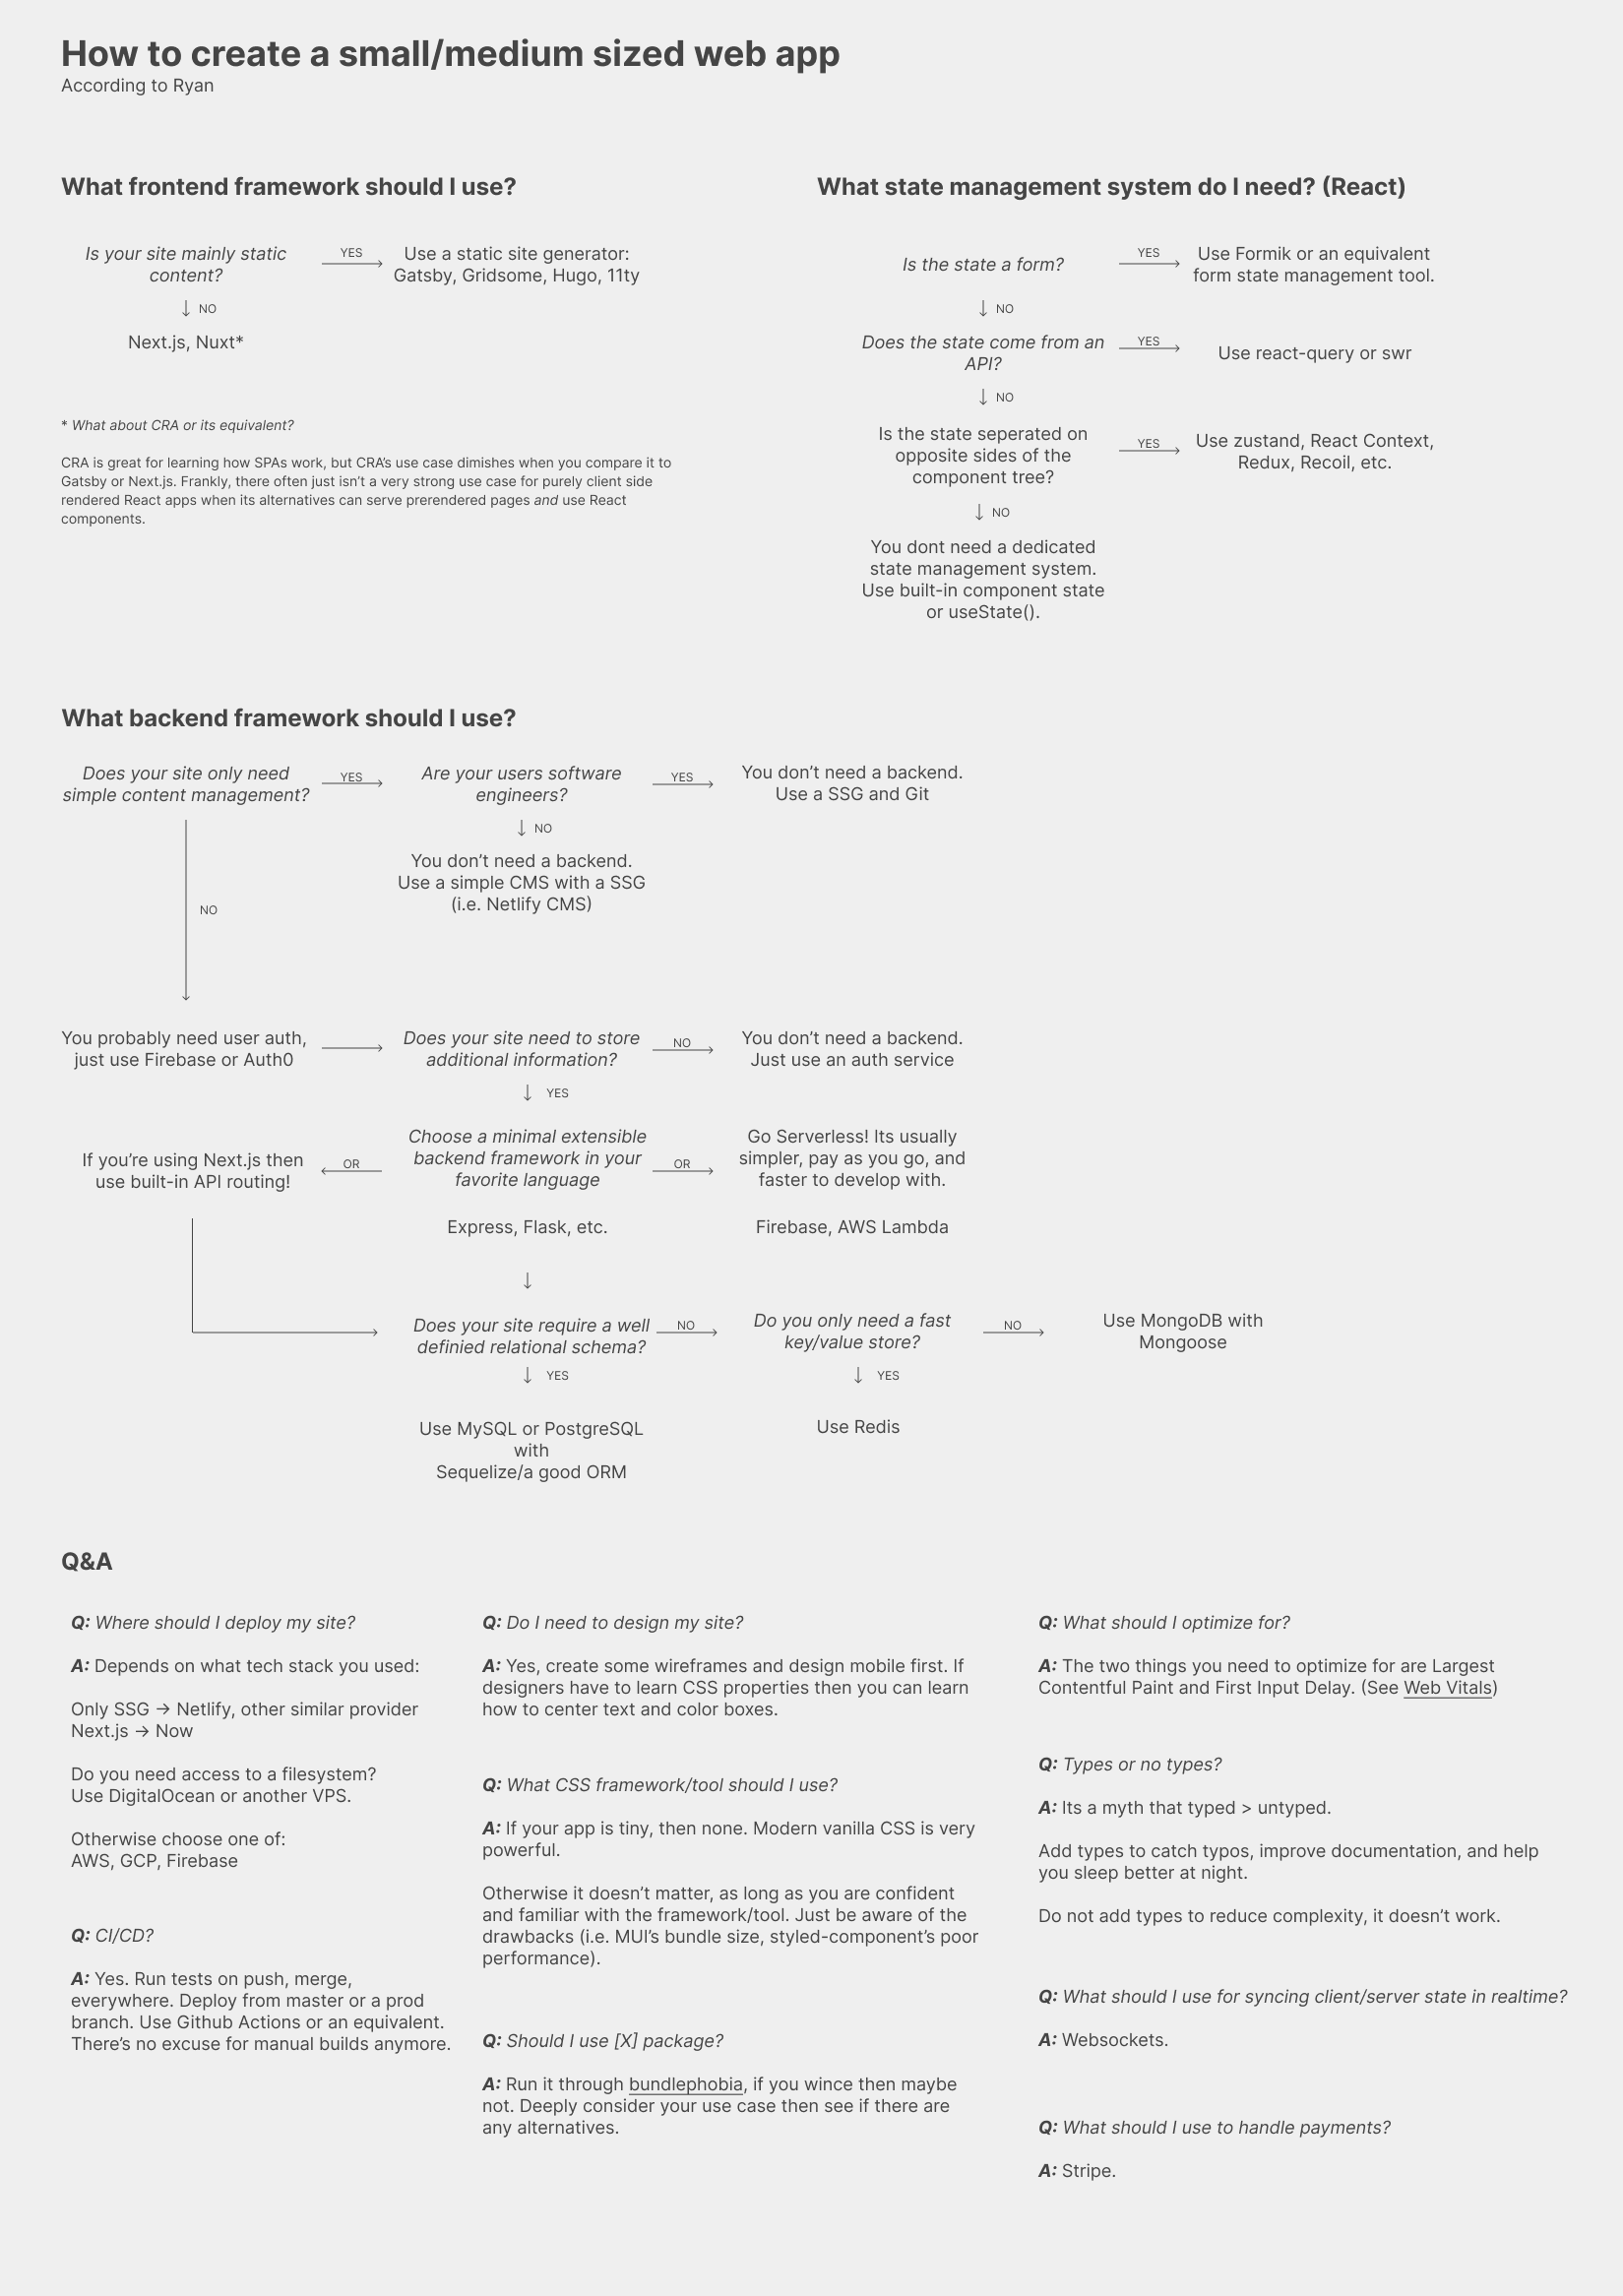 How to create a small/medium sized web app
According to Ryan
What frontend framework should I use?
Is your site mainly static
content?
YES
Use a static site generator:
Gatsby, Gridsome, Hugo, 11ty
NO
Next.js, Nuxt*
* What about CRA or its equivalent?
CRA is great for learning how SPAs work, but CRA’s use case dimishes when you compare it to
Gatsby or Next.js. Frankly, there often just isn’t a very strong use case for purely client side
rendered React apps when its alternatives can serve prerendered pages and use React
components.
What state management system do I need? (React)
Is the state a form?
YES
Use Formik or an equivalent
form state management tool.
NO
Does the state come from an
API?
YES
Use react-query or swr
NO
Is the state seperated on
opposite sides of the
component tree?
YES
Use zustand, React Context,
Redux, Recoil, etc.
NO
You dont need a dedicated
state management system.
Use built-in component state
or useState().
What backend framework should I use?
Does your site only need
simple content management?
YES
Are your users software
engineers?
YES
You don’t need a backend.
Use a SSG and Git
NO
You don’t need a backend.
Use a simple CMS with a SSG
(i.e. Netlify CMS)
NO
You probably need user auth,
just use Firebase or Auth0
Does your site need to store
additional information?
NO
You don’t need a backend.
Just use an auth service
YES
If you’re using Next.js then
use built-in API routing!
OR
Choose a minimal extensible
backend framework in your
favorite language
Express, Flask, etc.
OR
Go Serverless! Its usually
simpler, pay as you go, and
faster to develop with.
Firebase, AWS Lambda
Does your site require a well
definied relational schema?
NO
Do you only need a fast
key/value store?
NO
Use MongoDB with
Mongoose
YES
YES
Use MySQL or PostgreSQL
with
Sequelize/a good ORM
Use Redis
Q&A
Q: Where should I deploy my site?
A: Depends on what tech stack you used:
Only SSG → Netlify, other similar provider
Next.js → Now
Do you need access to a filesystem?
Use DigitalOcean or another VPS.
Otherwise choose one of:
AWS, GCP, Firebase
Q: CI/CD?
A: Yes. Run tests on push, merge,
everywhere. Deploy from master or a prod
branch. Use Github Actions or an equivalent.
There’s no excuse for manual builds anymore.
Q: Do I need to design my site?
A: Yes, create some wireframes and design mobile first. If
designers have to learn CSS properties then you can learn
how to center text and color boxes.
Q: What CSS framework/tool should I use?
A: If your app is tiny, then none. Modern vanilla CSS is very
powerful.
Otherwise it doesn’t matter, as long as you are confident
and familiar with the framework/tool. Just be aware of the
drawbacks (i.e. MUI’s bundle size, styled-component’s poor
performance).
Q: Should I use [X] package?
A: Run it through bundlephobia, if you wince then maybe
not. Deeply consider your use case then see if there are
any alternatives.
Q: What should I optimize for?
A: The two things you need to optimize for are Largest
Contentful Paint and First Input Delay. (See Web Vitals)
Q: Types or no types?
A: Its a myth that typed > untyped.
Add types to catch typos, improve documentation, and help
you sleep better at night.
Do not add types to reduce complexity, it doesn’t work.
Q: What should I use for syncing client/server state in realtime?
A: Websockets.
Q: What should I use to handle payments?
A: Stripe.